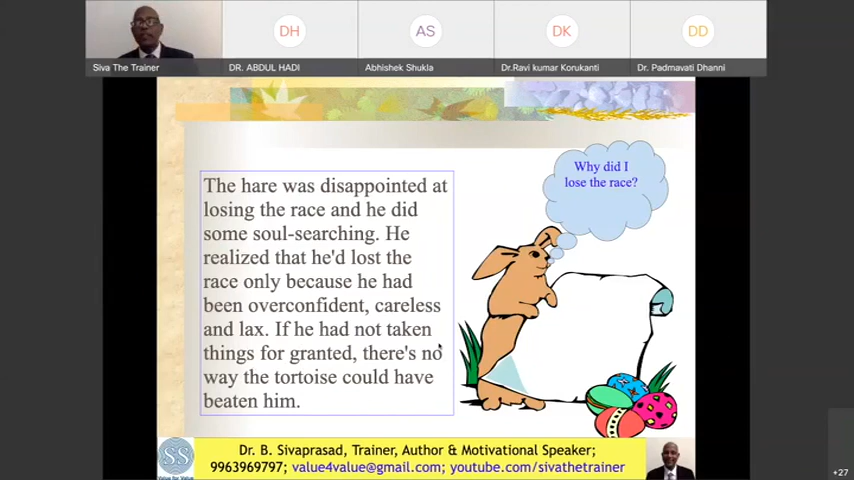 DH
AS
DK
DD
Siva The Trainer
DR. ABDUL HADI
Abhishek Shukla
Dr.Ravi kumar Korukanti
Dr. Padmavati Dhanni
Why did I
lose the race?
The hare was disappointed at
losing the race and he did
some soul-searching. He
realized that he'd lost the
race only because he had
been overconfident, careless
and lax. If he had not taken
things for granted, there's no
way the tortoise could have
beaten him.
SS
Value for Value
Dr. B. Sivaprasad, Trainer, Author & Motivational Speaker;
9963969797; value4value@gmail.com; youtube.com/sivathetrainer
+27